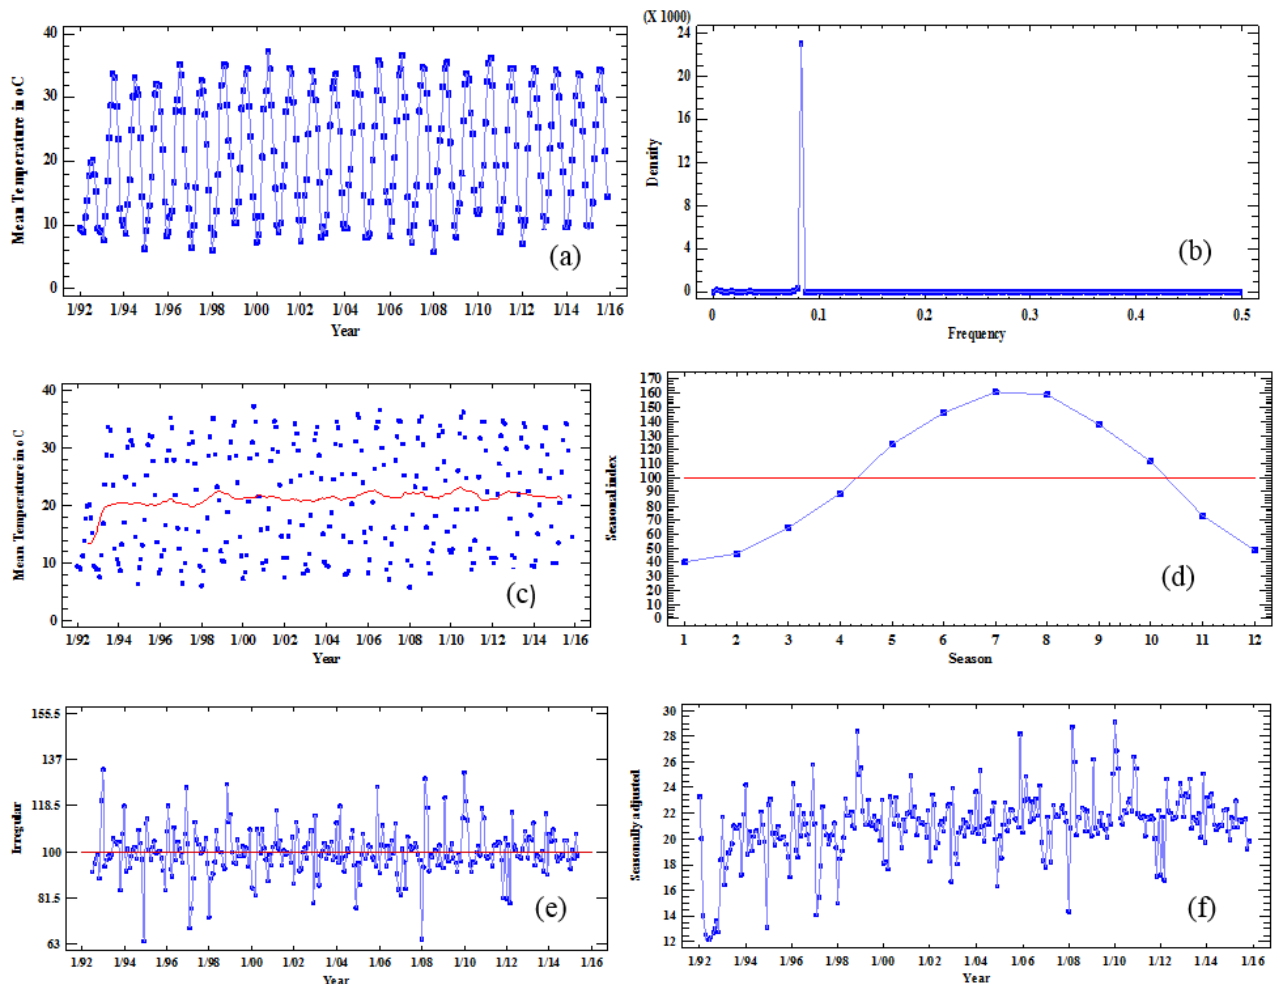 40
30
20
10
0
Mean Temperature in oC
(a)
1/92 1/94 1/96 1/98 1/00 1/02 1/04 1/06 1/08 1/10 1/12 1/14 1/16
Year
(X 1000)
24
20
16
12
8
4
0
Density
(b)
0 0.1 0.2 0.3 0.4 0.5
Frequency
40
30
20
10
0
Mean Temperature in oC
(c)
1/92 1/94 1/96 1/98 1/00 1/02 1/04 1/06 1/08 1/10 1/12 1/14 1/16
Year
170
160
150
140
130
120
110
100
90
80
70
60
50
40
30
20
10
0
Seasonal index
(d)
1 2 3 4 5 6 7 8 9 10 11 12
Season
155.5
137
118.5
100
81.5
63
Irregular
(e)
1/92 1/94 1/96 1/98 1/00 1/02 1/04 1/06 1/08 1/10 1/12 1/14 1/16
Year
30
28
26
24
22
20
18
16
14
12
Seasonally adjusted
(f)
1/92 1/94 1/96 1/98 1/00 1/02 1/04 1/06 1/08 1/10 1/12 1/14 1/16
Year